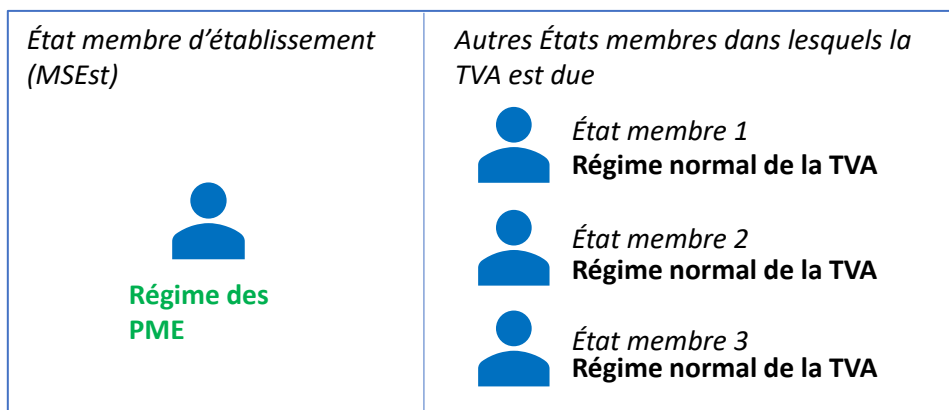 État membre d’établissement
(MSEst)
Régime des
PME
Autres États membres dans lesquels la
TVA est due
État membre 1
Régime normal de la TVA
État membre 2
Régime normal de la TVA
État membre 3
Régime normal de la TVA